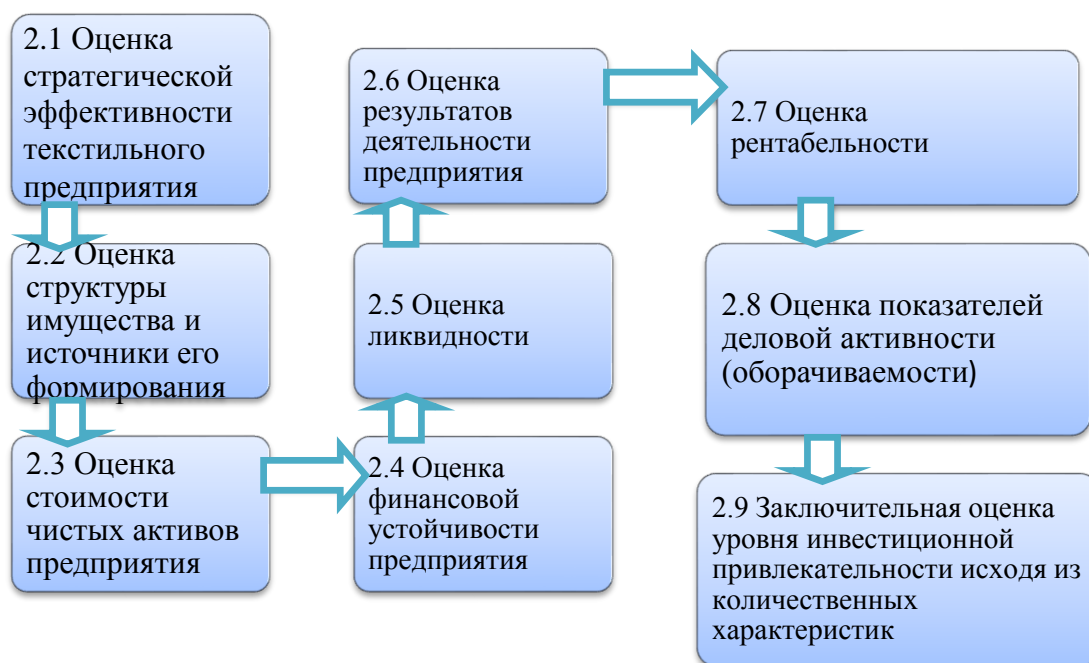 2.1 Оценка
стратегической
эффективности
текстильного
предприятия
2.2 Оценка
структуры
имущества и
источники его
формирования
2.3 Оценка
стоимости
чистых активов
предприятия
2.4 Оценка
финансовой
устойчивости
предприятия
2.5 Оценка
ликвидности
2.6 Оценка
результатов
деятельности
предприятия
2.7 Оценка
рентабельности
2.8 Оценка показателей
деловой активности
(оборачиваемости)
2.9 Заключительная оценка
уровня инвестиционной
привлекательности исходя из
количественных
характеристик